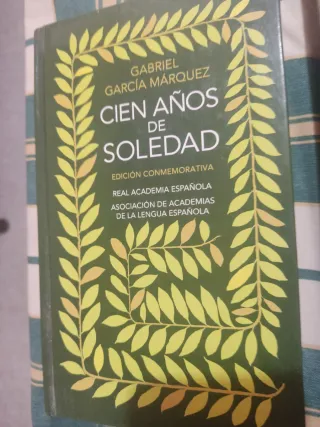 GABRIEL
GARCÍA MÁRQUEZ
CIEN AÑOS
DE
SOLEDAD
EDICIÓN CONMEMORATIVA
REAL ACADEMIA ESPAÑOLA
ASOCIACIÓN DE ACADEMIAS
DE LA LENGUA ESPAÑOLA